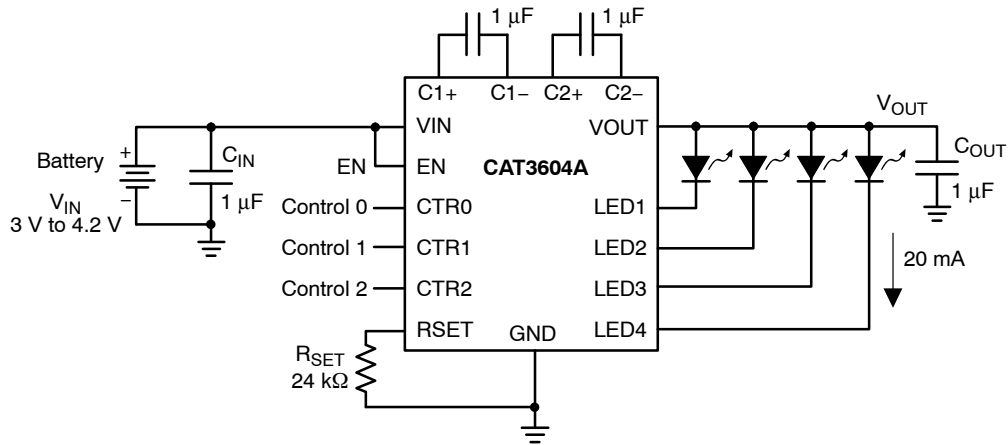 1 μF
1 μF
C1+
C1−
C2+
C2−
VIN
VOUT
VOUT
Battery
+
CIN
EN
EN
CAT3604A
COUT
VIN
−
1 μF
1 μF
3 V to 4.2 V
Control 0
CTR0
LED1
Control 1
CTR1
LED2
20 mA
Control 2
CTR2
LED3
RSET
GND
LED4
RSET
24 kΩ